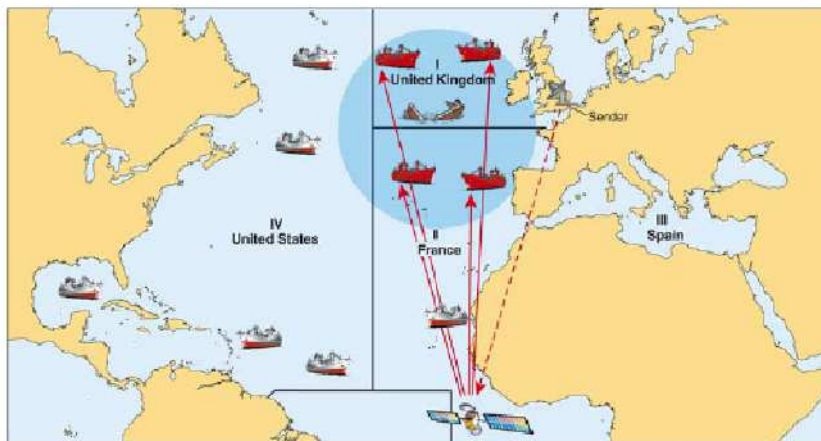 I
United Kingdom
Sender
IV
United States
II
France
III
Spain